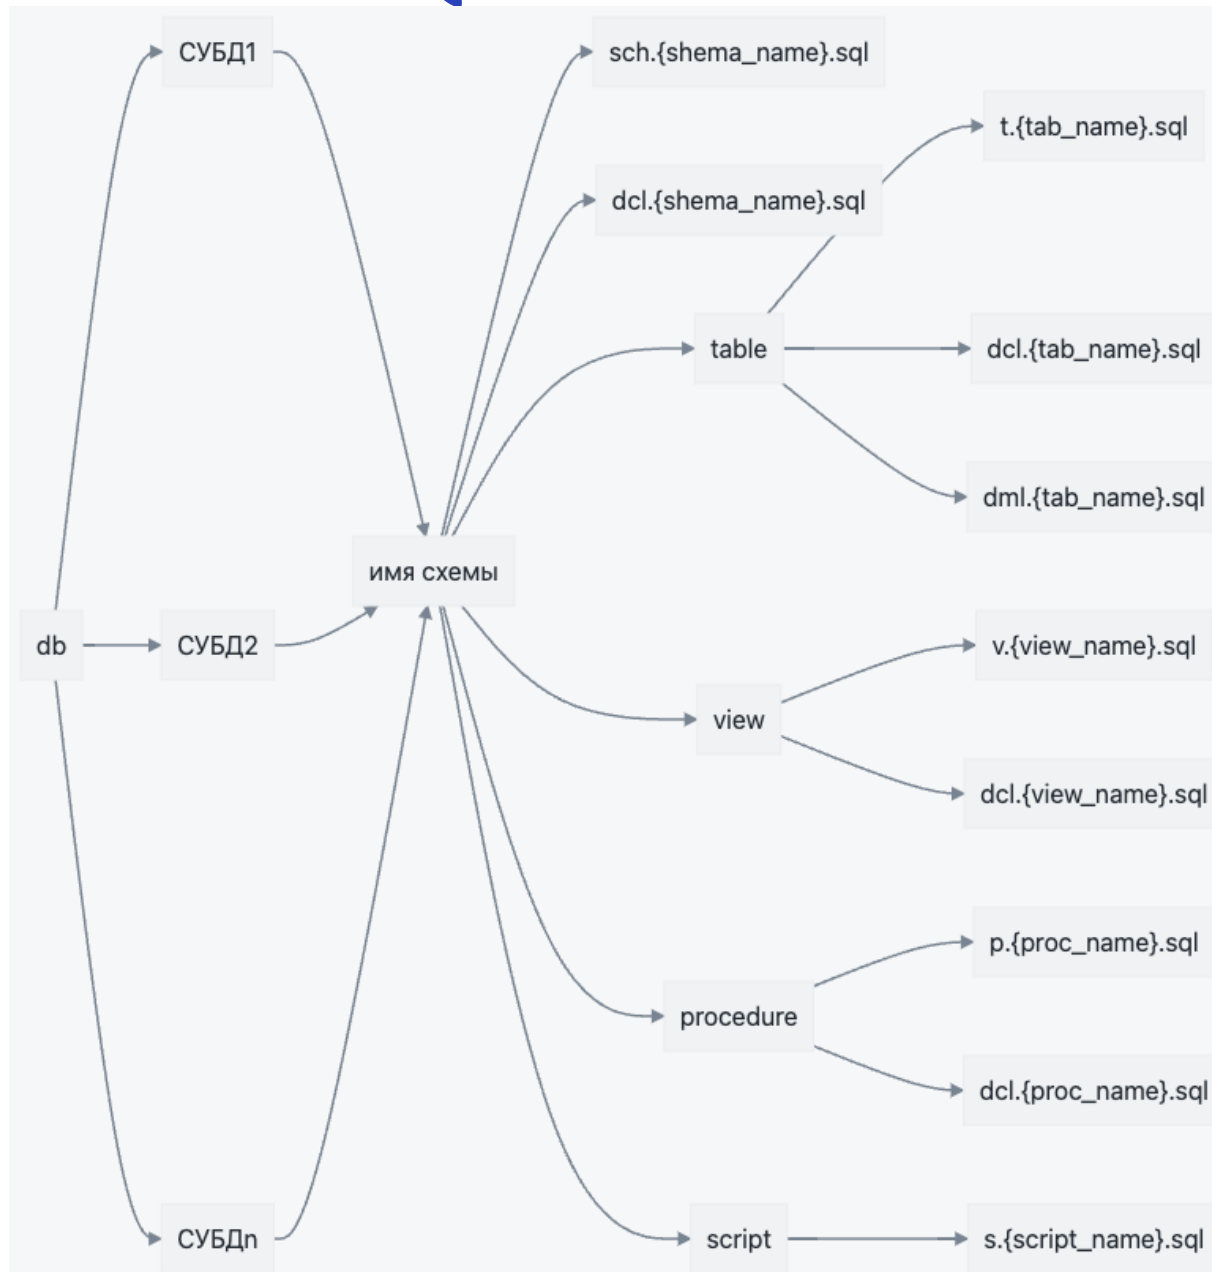 СУБД1
sch.{shema_name}.sql
t.{tab_name}.sql
dcl.{shema_name}.sql
table
dcl.{tab_name}.sql
dml.{tab_name}.sql
имя схемы
db
СУБД2
v.{view_name}.sql
view
dcl.{view_name}.sql
p.{proc_name}.sql
procedure
dcl.{proc_name}.sql
СУБДn
script
s.{script_name}.sql